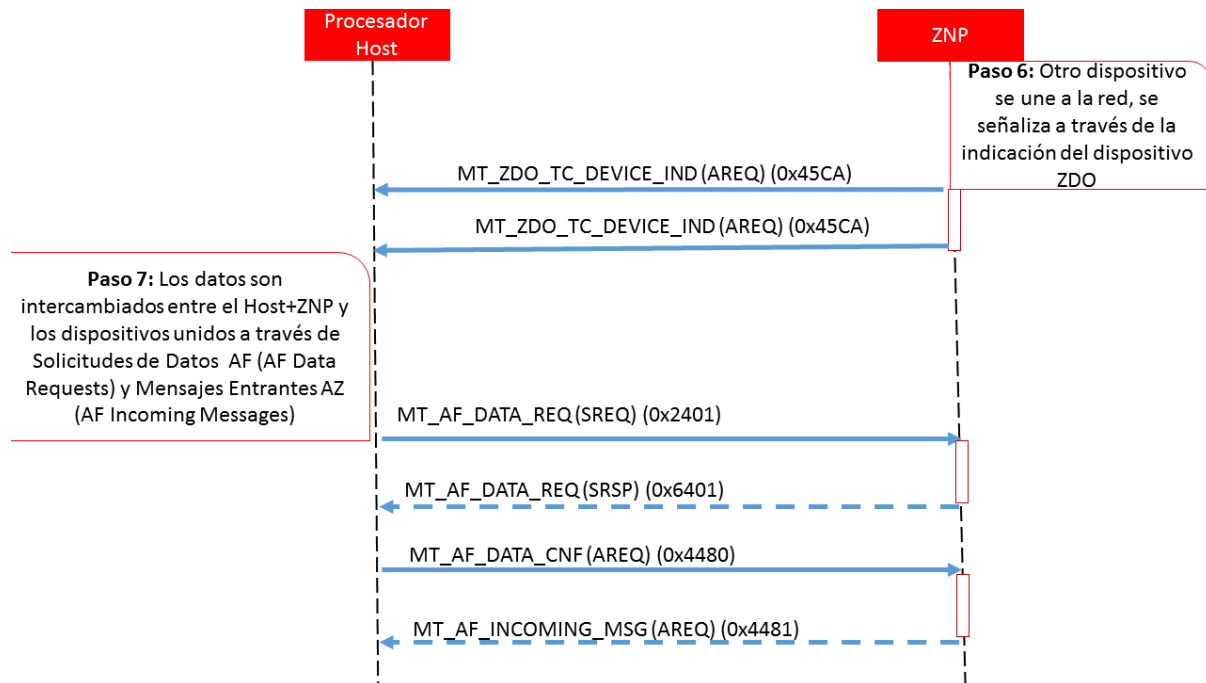 Procesador
Host
ZNP
Paso 6: Otro dispositivo
se une a la red, se
señaliza a través de la
indicación del dispositivo
ZDO
MT_ZDO_TC_DEVICE_IND (AREQ) (0x45CA)
MT_ZDO_TC_DEVICE_IND (AREQ) (0x45CA)
Paso 7: Los datos son
intercambiados entre el Host+ZNP y
los dispositivos unidos a través de
Solicitudes de Datos AF (AF Data
Requests) y Mensajes Entrantes AZ
(AF Incoming Messages)
MT_AF_DATA_REQ (SREQ) (0x2401)
MT_AF_DATA_REQ (SRSP) (0x6401)
MT_AF_DATA_CNF (AREQ) (0x4480)
MT_AF_INCOMING_MSG (AREQ) (0x4481)